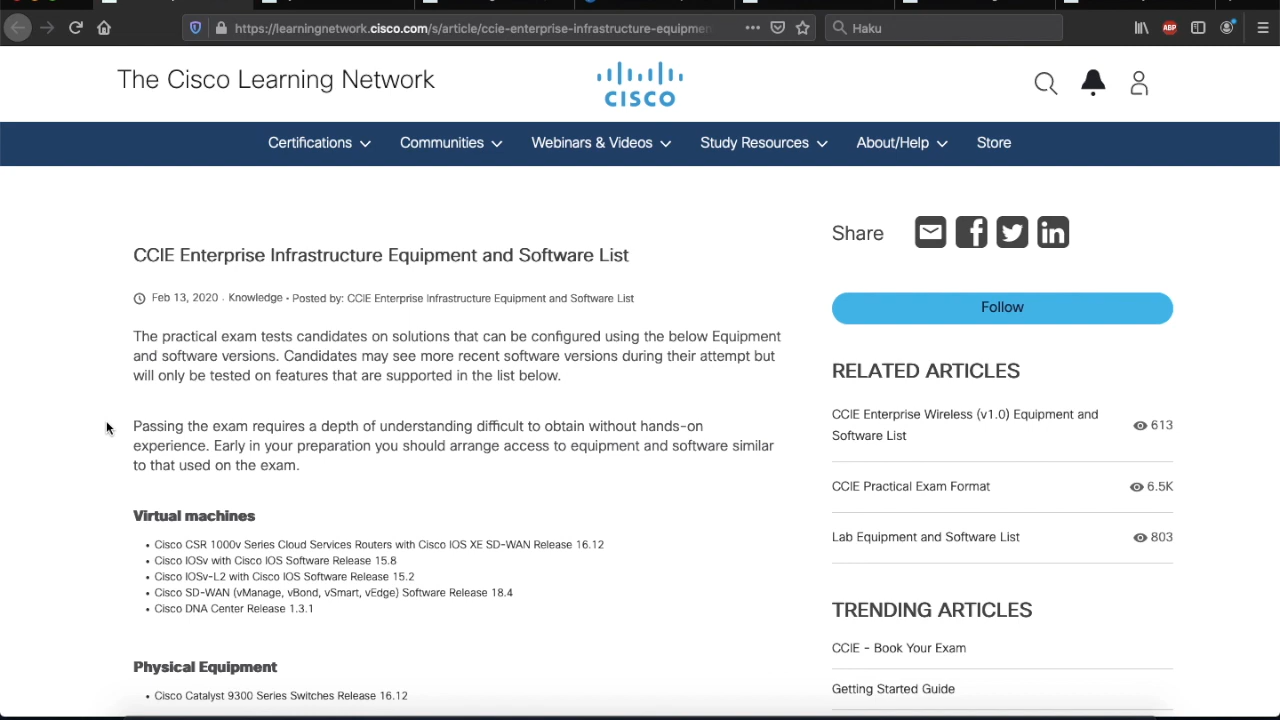 https://learningnetwork.cisco.com/s/article/ccie-enterprise-infrastructure-equipmen
Haku
ABP
The Cisco Learning Network
CISCO
Certifications
Communities
Webinars & Videos
Study Resources
About/Help
Store
CCIE Enterprise Infrastructure Equipment and Software List
Feb 13, 2020 . Knowledge • Posted by: CCIE Enterprise Infrastructure Equipment and Software List
The practical exam tests candidates on solutions that can be configured using the below Equipment
and software versions. Candidates may see more recent software versions during their attempt but
will only be tested on features that are supported in the list below.
Passing the exam requires a depth of understanding difficult to obtain without hands-on
experience. Early in your preparation you should arrange access to equipment and software similar
to that used on the exam.
Virtual machines
• Cisco CSR 1000v Series Cloud Services Routers with Cisco IOS XE SD-WAN Release 16.12
• Cisco IOSv with Cisco IOS Software Release 15.8
• Cisco IOSv-L2 with Cisco IOS Software Release 15.2
• Cisco SD-WAN (vManage, vBond, vSmart, vEdge) Software Release 18.4
• Cisco DNA Center Release 1.3.1
Physical Equipment
• Cisco Catalyst 9300 Series Switches Release 16.12
Share
Follow
RELATED ARTICLES
CCIE Enterprise Wireless (v1.0) Equipment and
Software List
613
CCIE Practical Exam Format
6.5K
Lab Equipment and Software List
803
TRENDING ARTICLES
CCIE - Book Your Exam
Getting Started Guide